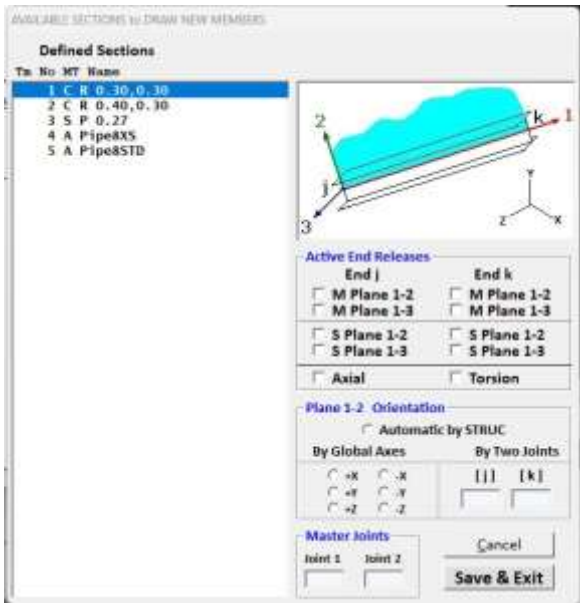 AVAILABLE SECTIONS to DRAW NEW MEMBERS
Defined Sections
Tm No MT Name
1 C R 0.30,0.30
2 C R 0.40,0.30
3 S P 0.27
4 A Pipe8XS
5 A Pipe8STD
2
k
1
j
3
Y
Z
X
Active End Releases
End j End k
M Plane 1-2 M Plane 1-2
M Plane 1-3 M Plane 1-3
S Plane 1-2 S Plane 1-2
S Plane 1-3 S Plane 1-3
Axial Torsion
Plane 1-2 Orientation
Automatic by STRUC
By Global Axes By Two Joints
+X -X [j] [k]
+Y -Y
+Z -Z
Master Joints
Joint 1 Joint 2
Cancel
Save & Exit